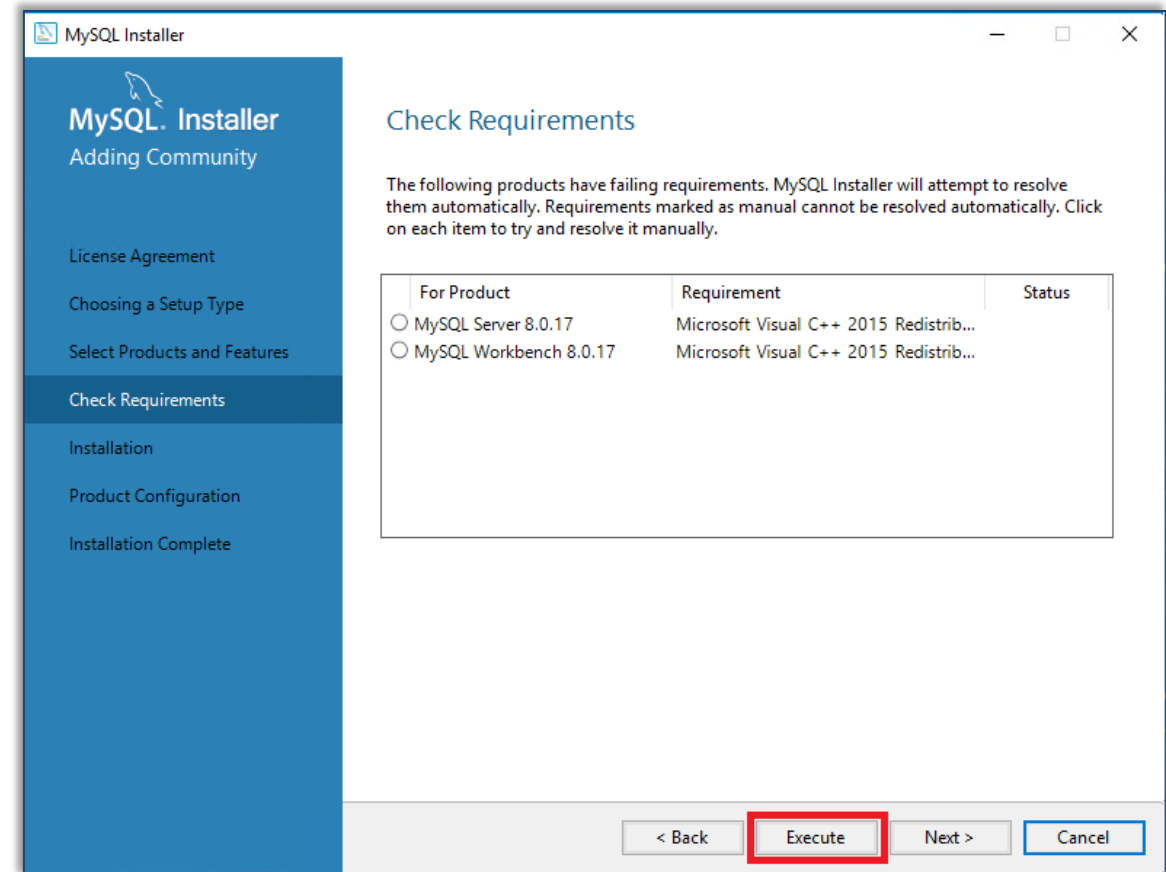 MySQL Installer
MySQL. Installer
Adding Community
License Agreement
Choosing a Setup Type
Select Products and Features
Check Requirements
Installation
Product Configuration
Installation Complete
Check Requirements
The following products have failing requirements. MySQL Installer will attempt to resolve
them automatically. Requirements marked as manual cannot be resolved automatically. Click
on each item to try and resolve it manually.
For Product Requirement Status
MySQL Server 8.0.17 Microsoft Visual C++ 2015 Redistrib...
MySQL Workbench 8.0.17 Microsoft Visual C++ 2015 Redistrib...
< Back Execute Next > Cancel